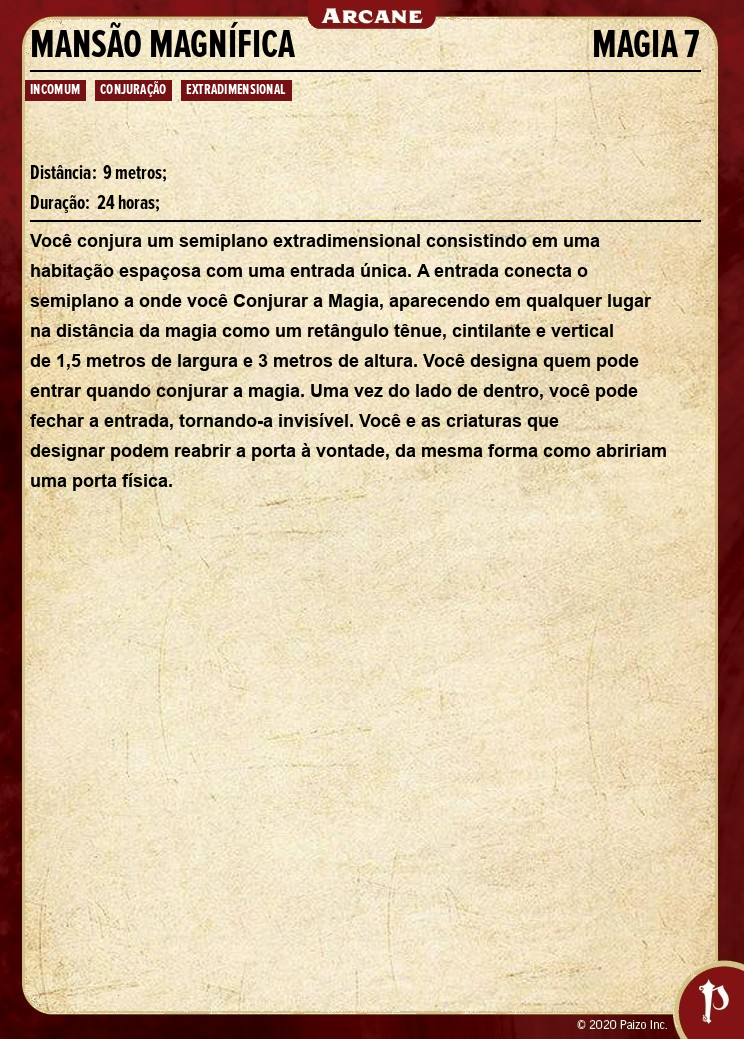 ARCANE
MANSÃO MAGNÍFICA MAGIA 7
INCOMUM CONJURAÇÃO EXTRADIMENSIONAL
Distância: 9 metros;
Duração: 24 horas;
Você conjura um semiplano extradimensional consistindo em uma
habitação espaçosa com uma entrada única. A entrada conecta o
semiplano a onde você Conjurar a Magia, aparecendo em qualquer lugar
na distância da magia como um retângulo tênue, cintilante e vertical
de 1,5 metros de largura e 3 metros de altura. Você designa quem pode
entrar quando conjurar a magia. Uma vez do lado de dentro, você pode
fechar a entrada, tornando-a invisível. Você e as criaturas que
designar podem reabrir a porta à vontade, da mesma forma como abririam
uma porta física.
© 2020 Paizo Inc.
P